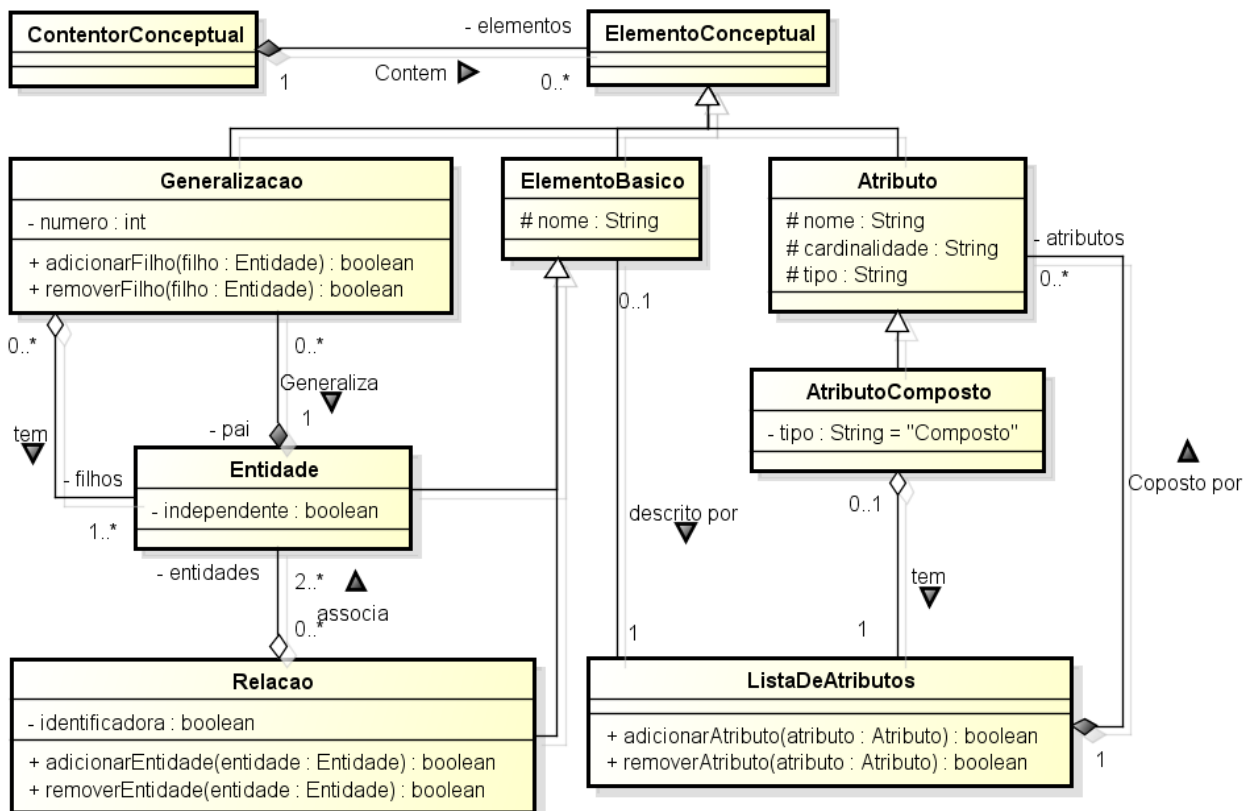 ContentorConceptual
- elementos
ElementoConceptual
1
Contem
0..*
Generalizacao
- numero : int
+ adicionarFilho(filho : Entidade) : boolean
+ removerFilho(filho : Entidade) : boolean
ElementoBasico
# nome : String
Atributo
# nome : String
# cardinalidade : String
# tipo : String
- atributos
0..*
0..1
0..*
0..*
Generaliza
1
tem
- pai
- filhos
1..*
Entidade
- independente : boolean
AtributoComposto
- tipo : String = "Composto"
Coposto por
0..1
descrito por
tem
- entidades
2..*
associa
0..*
1
1
Relacao
- identificadora : boolean
+ adicionarEntidade(entidade : Entidade) : boolean
+ removerEntidade(entidade : Entidade) : boolean
ListaDeAtributos
+ adicionarAtributo(atributo : Atributo) : boolean
+ removerAtributo(atributo : Atributo) : boolean
1